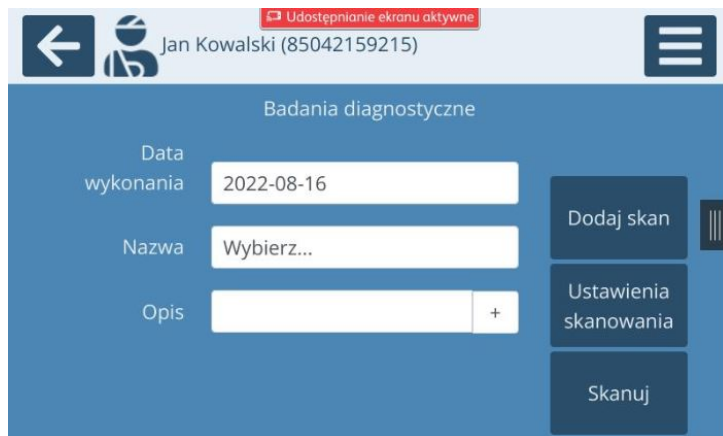 Udostępnianie ekranu aktywne
Jan Kowalski (85042159215)
Badania diagnostyczne
Data
wykonania
2022-08-16
Nazwa
Wybierz...
Opis
+
Dodaj skan
Ustawienia
skanowania
Skanuj